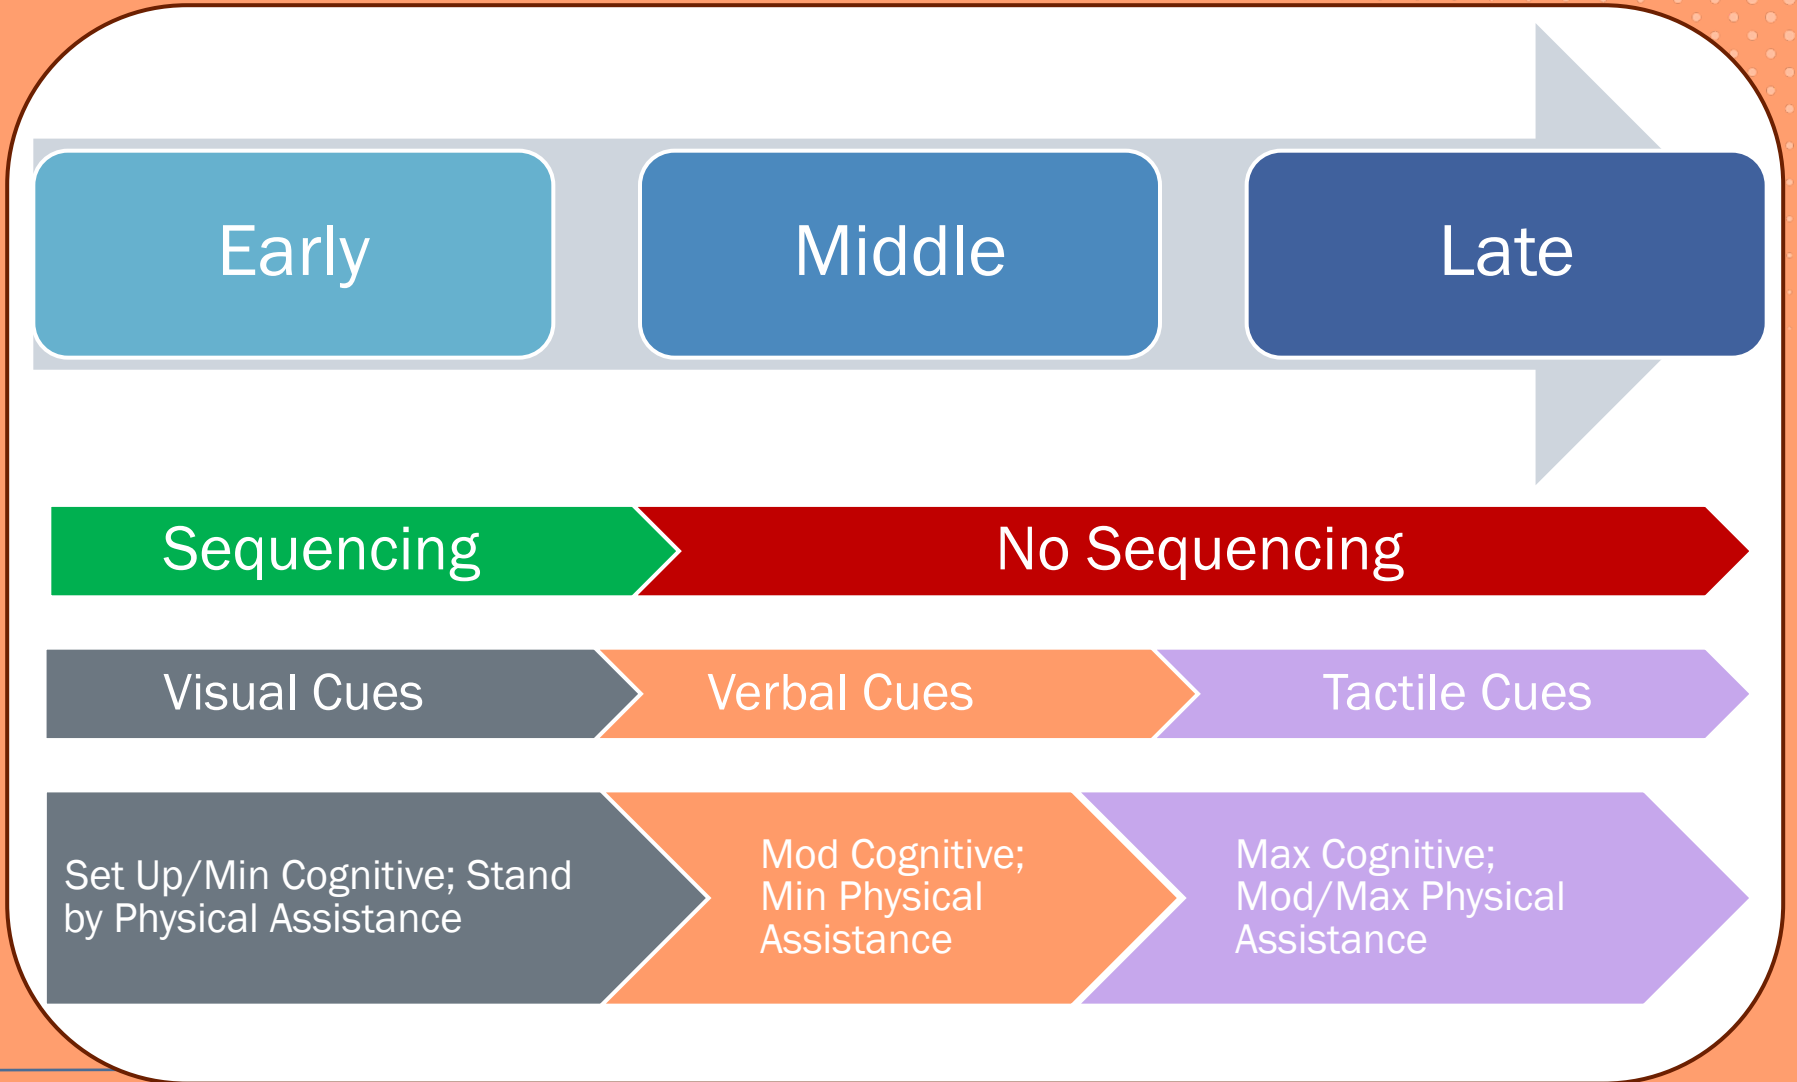 Early
Middle
Late
Sequencing
No Sequencing
Visual Cues
Verbal Cues
Tactile Cues
Set Up/Min Cognitive; Stand
by Physical Assistance
Mod Cognitive;
Min Physical
Assistance
Max Cognitive;
Mod/Max Physical
Assistance